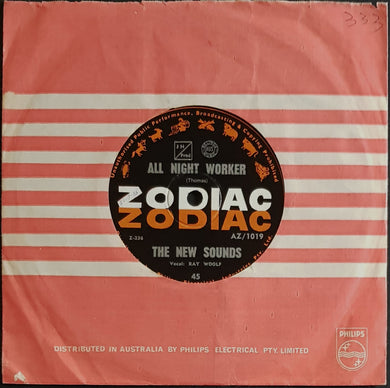 333
Unauthorised Public Performance, Broadcasting & Copying Prohibited
ALL NIGHT WORKER
(Thomas)
ZODIAC
ZODIAC
Z-336
AZ/1019
THE NEW SOUNDS
Vocal: RAY WOOLF
45
PHILIPS
DISTRIBUTED IN AUSTRALIA BY PHILIPS ELECTRICAL PTY. LIMITED